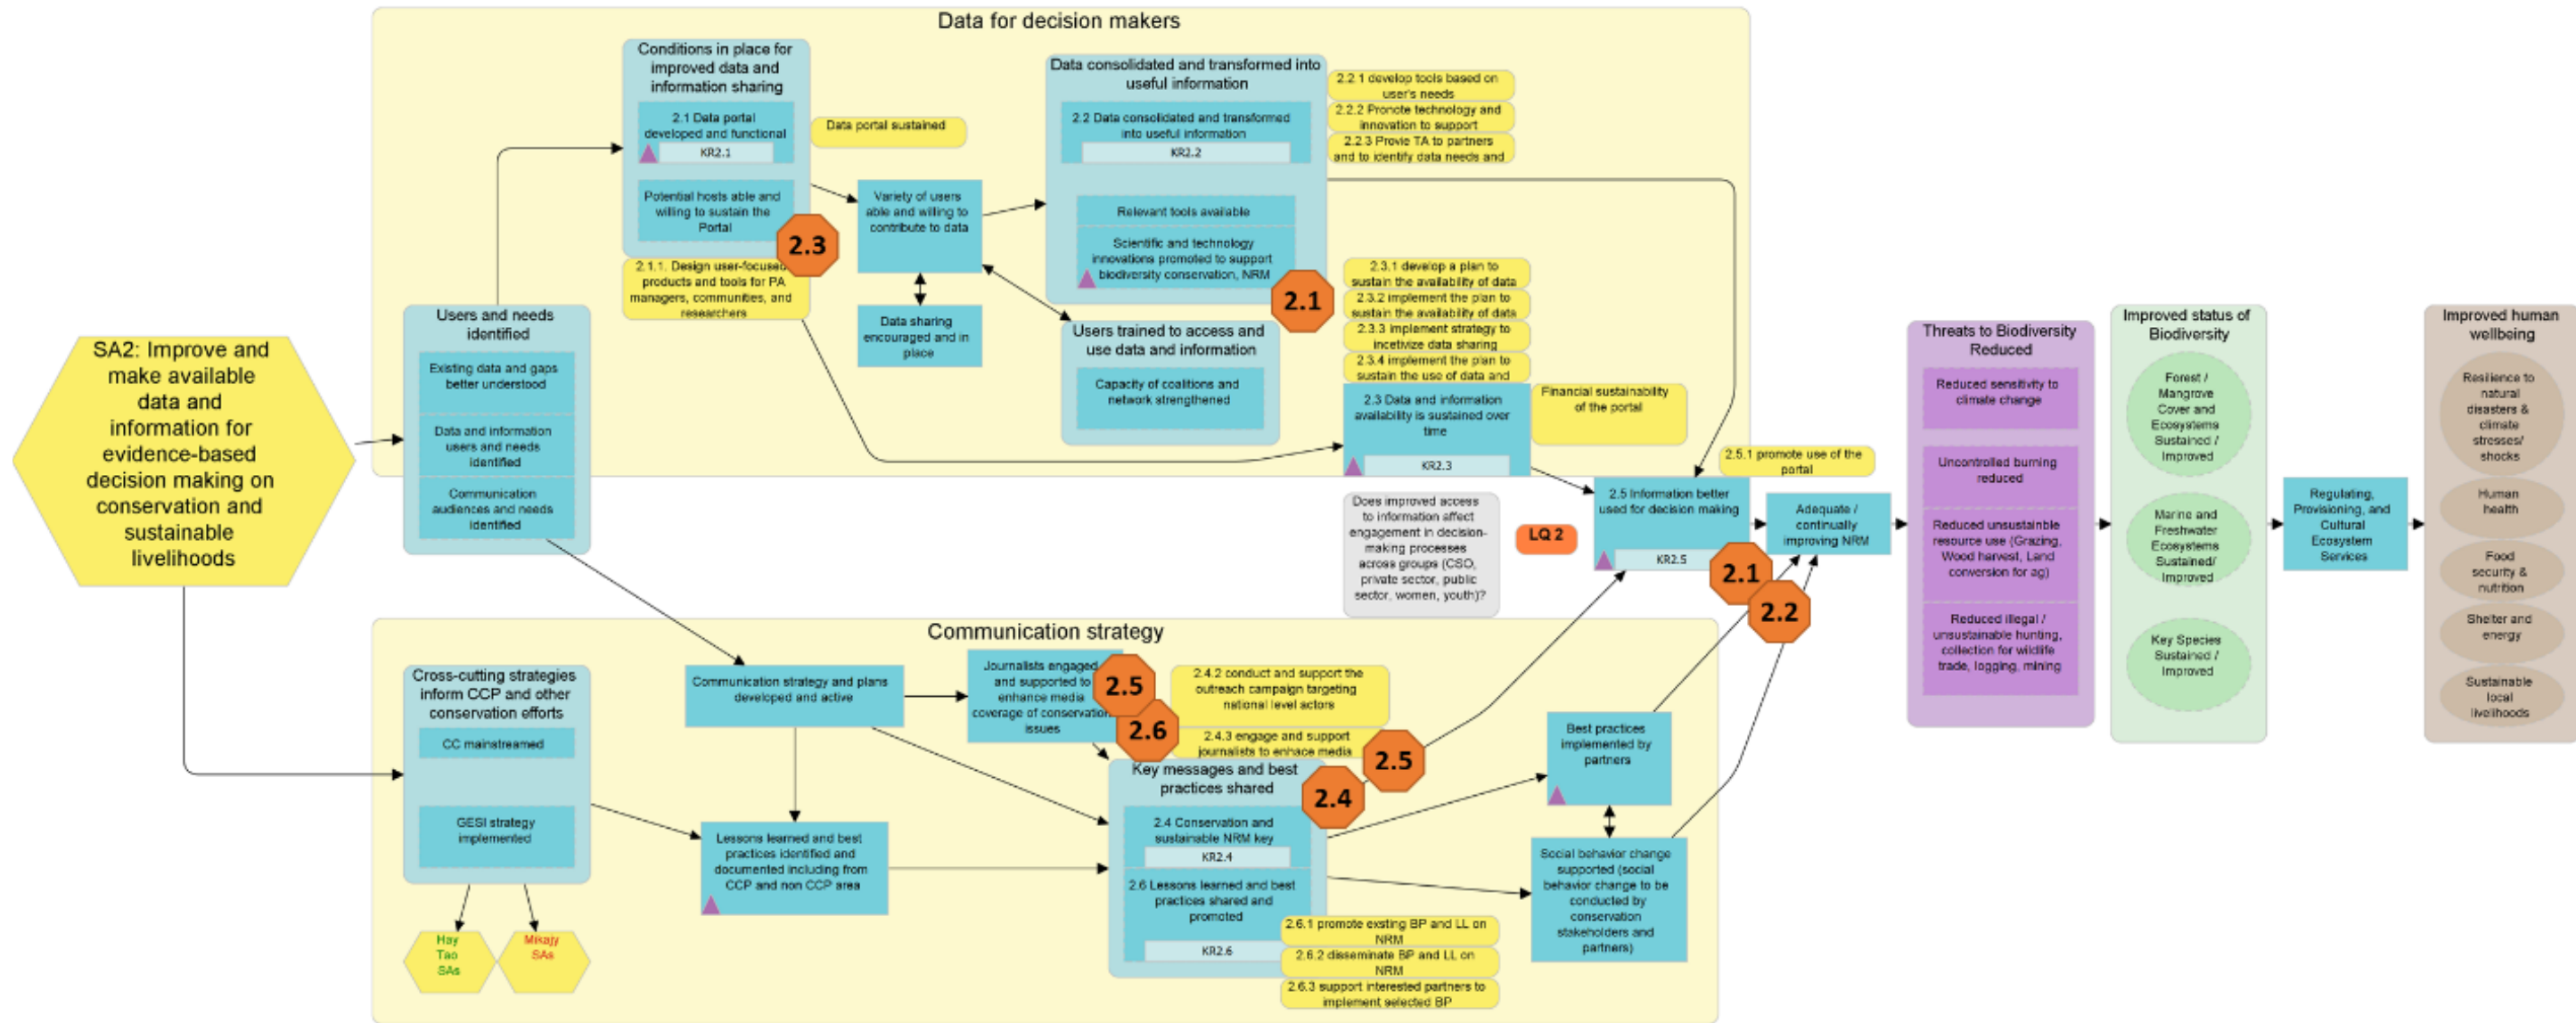 Data for decision makers
Conditions in place for
improved data and
information sharing
2.1 Data portal
developed and functional
KR2.1
Potential hosts able and
willing to sustain the
Portal
Data portal sustained
2.3
2.1.1. Design user-focused
products and tools for PA
managers, communities, and
researchers
Variety of users
able and willing to
contribute to data
Data sharing
encouraged and in
place
Data consolidated and transformed into
useful information
2.2 Data consolidated and transformed
into useful information
KR2.2
Relevant tools available
Scientific and technology
innovations promoted to support
biodiversity conservation, NRM
2.1
2.2.1 develop tools based on
user's needs
2.2.2 Pronote technology and
innovation to support
2.2.3 Provie TA to partners
and to identify data needs and
Users trained to access and
use data and information
Capacity of coalitions and
network strengthened
2.3.1 develop a plan to
sustain the availability of data
2.3.2 implement the plan to
sustain the availability of data
2.3.3 implement strategy to
incetivize data sharing
2.3.4 implement the plan to
sustain the use of data and
2.3 Data and information
availability is sustained over
time
KR2.3
Financial sustainability
of the portal
Users and needs
identified
Existing data and gaps
better understood
Data and information
users and needs
identified
Communication
audiences and needs
identified
SA2: Improve and
make available
data and
information for
evidence-based
decision making on
conservation and
sustainable
livelihoods
2.5.1 promote use of the
portal
2.5 Information better
used for decision making
KR2.5
2.1
2.2
Does improved access
to information affect
engagement in decision-
making processes
across groups (CSO,
private sector, public
sector, women, youth)?
LQ 2
Adequate /
continually
improving NRM
Threats to Biodiversity
Reduced
Reduced sensitivity to
climate change
Uncontrolled burning
reduced
Reduced unsustainble
resource use (Grazing,
Wood harvest, Land
conversion for ag)
Reduced illegal /
unsustainable hunting,
collection for wildlife
trade, logging, mining
Improved status of
Biodiversity
Forest /
Mangrove
Cover and
Ecosystems
Sustained /
Improved
Marine and
Freshwater
Ecosystems
Sustained/
Improved
Key Species
Sustained /
Improved
Regulating,
Provisioning, and
Cultural
Ecosystem
Services
Improved human
wellbeing
Resilience to
natural
disasters &
climate
stresses/
shocks
Human
health
Food
security &
nutrition
Shelter and
energy
Sustainable
local
livelihoods
Communication strategy
Cross-cutting strategies
inform CCP and other
conservation efforts
CC mainstreamed
GESI strategy
implemented
Hay
Tao
SAs
Mikajy
SAs
Communication strategy and plans
developed and active
Lessons learned and best
practices identified and
documented including from
CCP and non CCP area
Journalists engaged
and supported to
enhance media
coverage of conservation
issues
2.5
2.6
2.4.2 conduct and support the
outreach campaign targeting
national level actors
2.4.3 engage and support
journalists to enhace media
2.5
2.4
Key messages and best
practices shared
2.4 Conservation and
sustainable NRM key
KR2.4
2.6 Lessons learned and best
practices shared and
promoted
KR2.6
2.6.1 promote exstng BP and LL on
NRM
2.6.2 disseminate BP and LL on
NRM
2.6.3 support interested partners to
implement selected BP
Best practices
implemented by
partners
Social behavior change
supported (social
behavior change to be
conducted by
conservation
stakeholders and
partners)